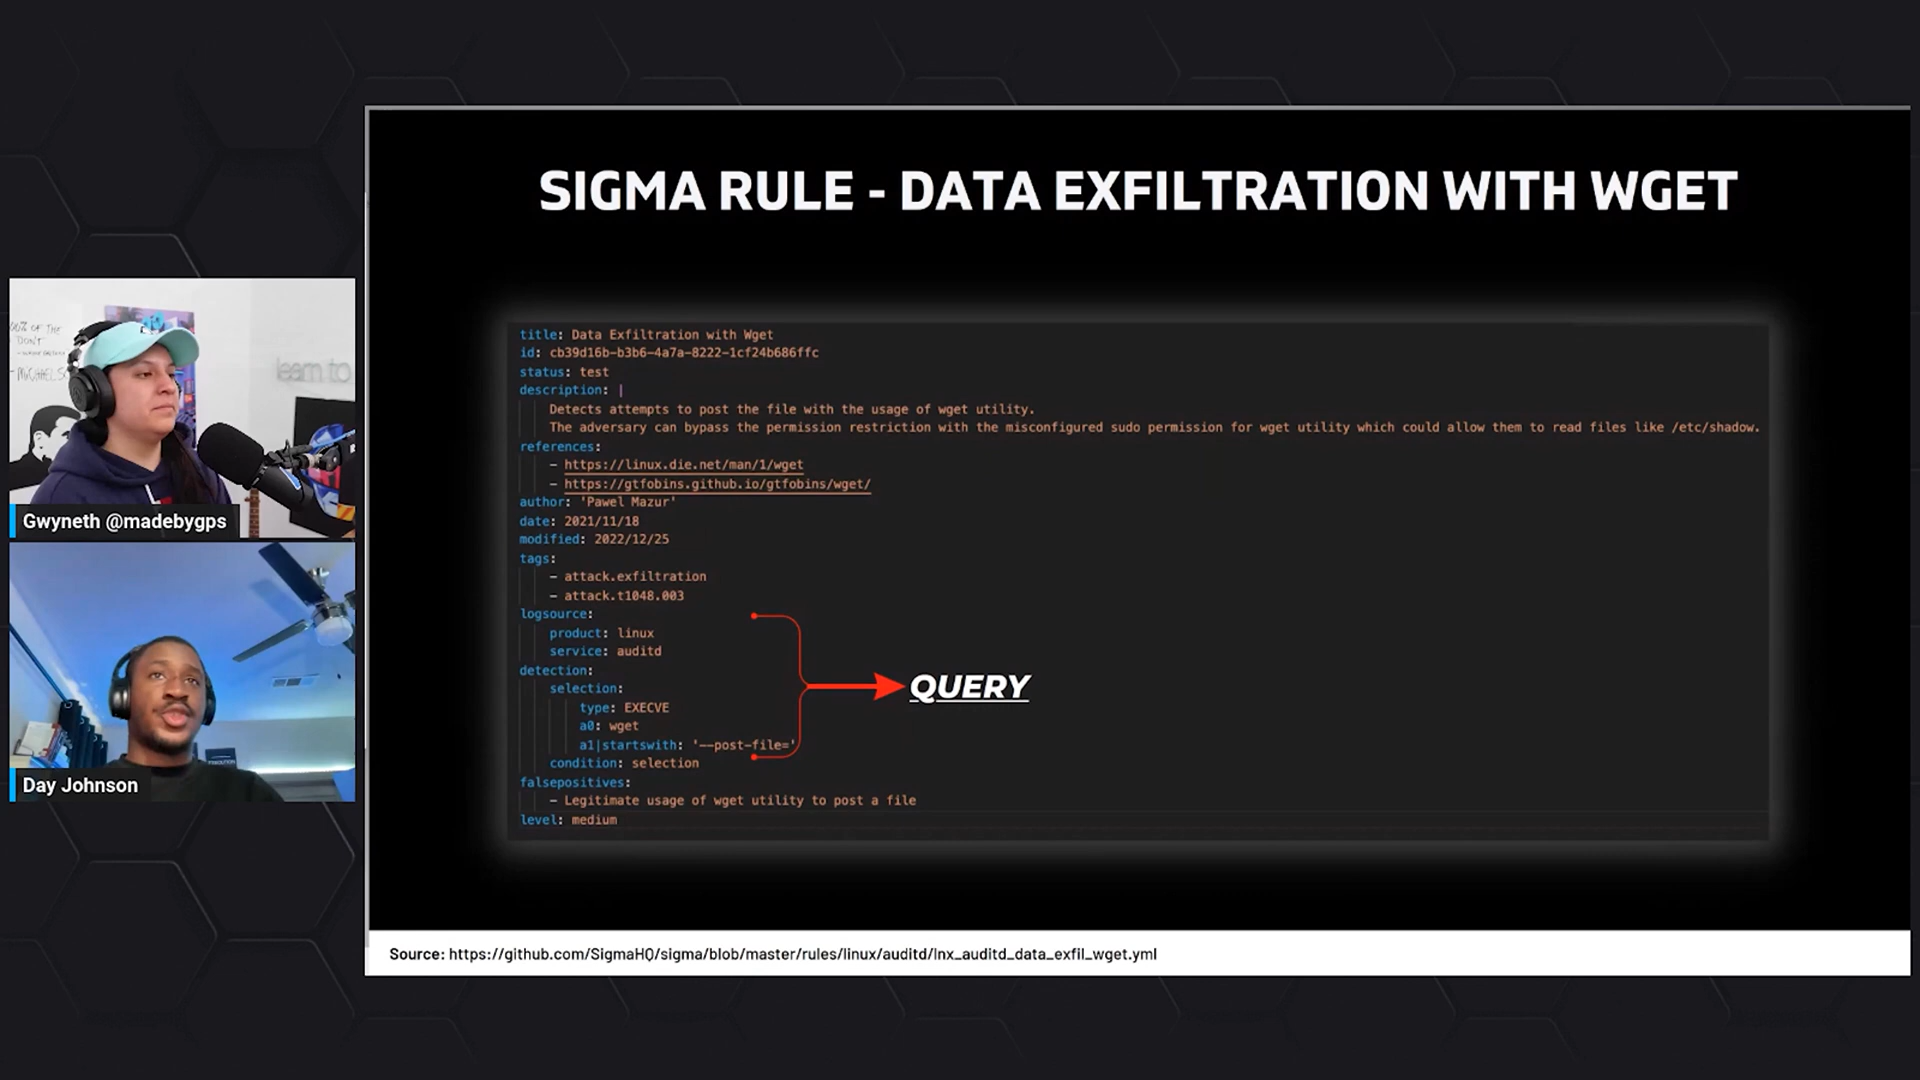 SIGMA RULE - DATA EXFILTRATION WITH WGET
title: Data Exfiltration with Wget
id: cb39d16b-b3b6-4a7a-8222-1cf24b686ffc
status: test
description: |
Detects attempts to post the file with the usage of wget utility.
The adversary can bypass the permission restriction with the misconfigured sudo permission for wget utility which could allow them to read files like /etc/shadow.
references:
- https://linux.die.net/man/1/wget
- https://gtfobins.github.io/gtfobins/wget/
author: 'Pawel Mazur'
date: 2021/11/18
modified: 2022/12/25
tags:
- attack.exfiltration
- attack.t1048.003
logsource:
product: linux
service: auditd
detection:
selection:
type: EXECVE
a0: wget
a1|startswith: '--post-file='
condition: selection
falsepositives:
- Legitimate usage of wget utility to post a file
level: medium
QUERY
Source: https://github.com/SigmaHQ/sigma/blob/master/rules/linux/auditd/lnx_auditd_data_exfil_wget.yml
OF THE
DON'T
learn to
Gwyneth @madebygps
Day Johnson